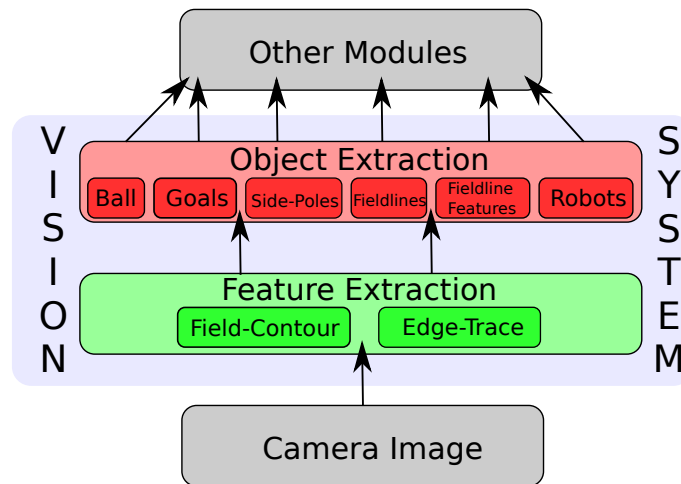 Other Modules
VISION
SYSTEM
Object Extraction
Ball
Goals
Side-Poles
Fieldlines
Fieldline
Features
Robots
Feature Extraction
Field-Contour
Edge-Trace
Camera Image